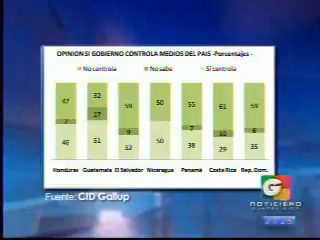 OPINION SI GOBIERNO CONTROLA MEDIOS DEL PAIS -Porcentajes -
No controla No sabe Sí controla
47 32 59 50 55 61 59
7 17 9 7 10 6
46 51 32 50 38 29 35
Honduras Guatemala El Salvador Nicaragua Panamá Costa Rica Rep. Dom.
Fuente: CID Gallup
G
NOTICIERO